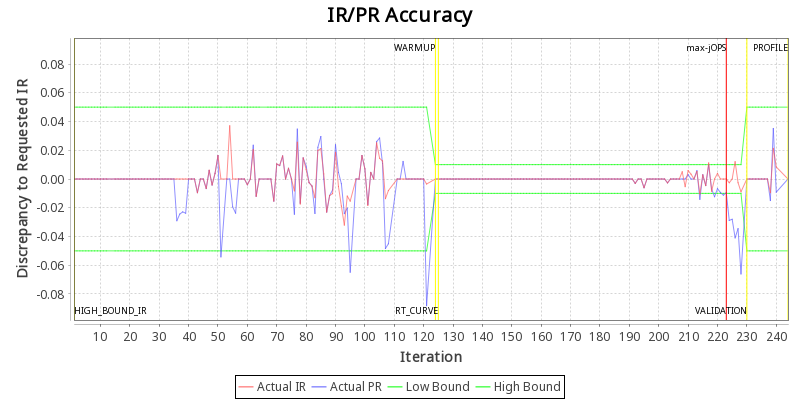 IR/PR Accuracy
WARMUP
max-jOPS
PROFILE
0.08
0.06
0.04
0.02
0.00
-0.02
-0.04
-0.06
-0.08
Discrepancy to Requested IR
HIGH_BOUND_IR
RT_CURVE
VALIDATION
10 20 30 40 50 60 70 80 90 100 110 120 130 140 150 160 170 180 190 200 210 220 230 240
Iteration
Actual IR Actual PR Low Bound High Bound